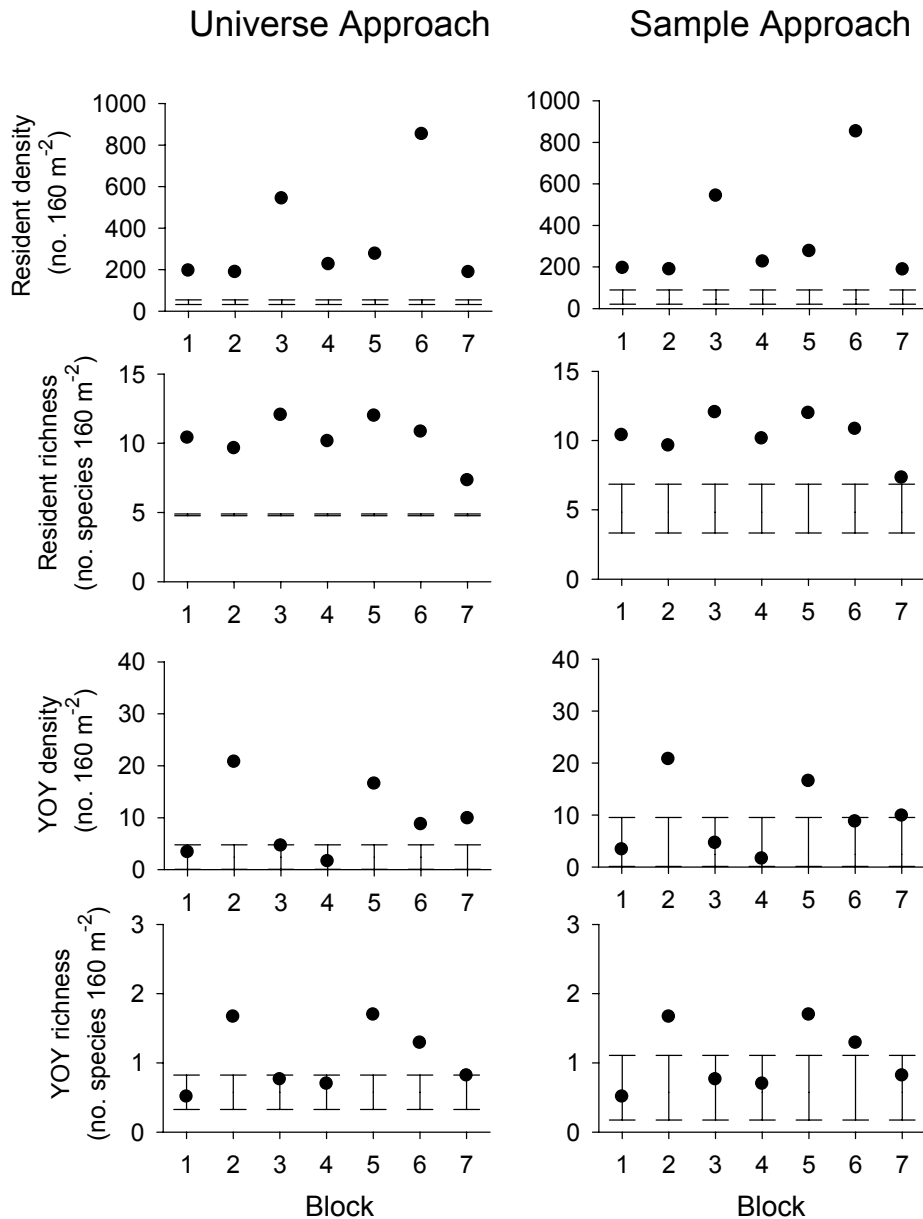 Universe Approach
Sample Approach
Resident density
(no. 160 m⁻²)
1000
800
600
400
200
0
1 2 3 4 5 6 7
1000
800
600
400
200
0
1 2 3 4 5 6 7
Resident richness
(no. species 160 m⁻²)
15
10
5
0
1 2 3 4 5 6 7
15
10
5
0
1 2 3 4 5 6 7
YOY density
(no. 160 m⁻²)
40
30
20
10
0
1 2 3 4 5 6 7
40
30
20
10
0
1 2 3 4 5 6 7
YOY richness
(no. species 160 m⁻²)
3
2
1
0
1 2 3 4 5 6 7
Block
3
2
1
0
1 2 3 4 5 6 7
Block